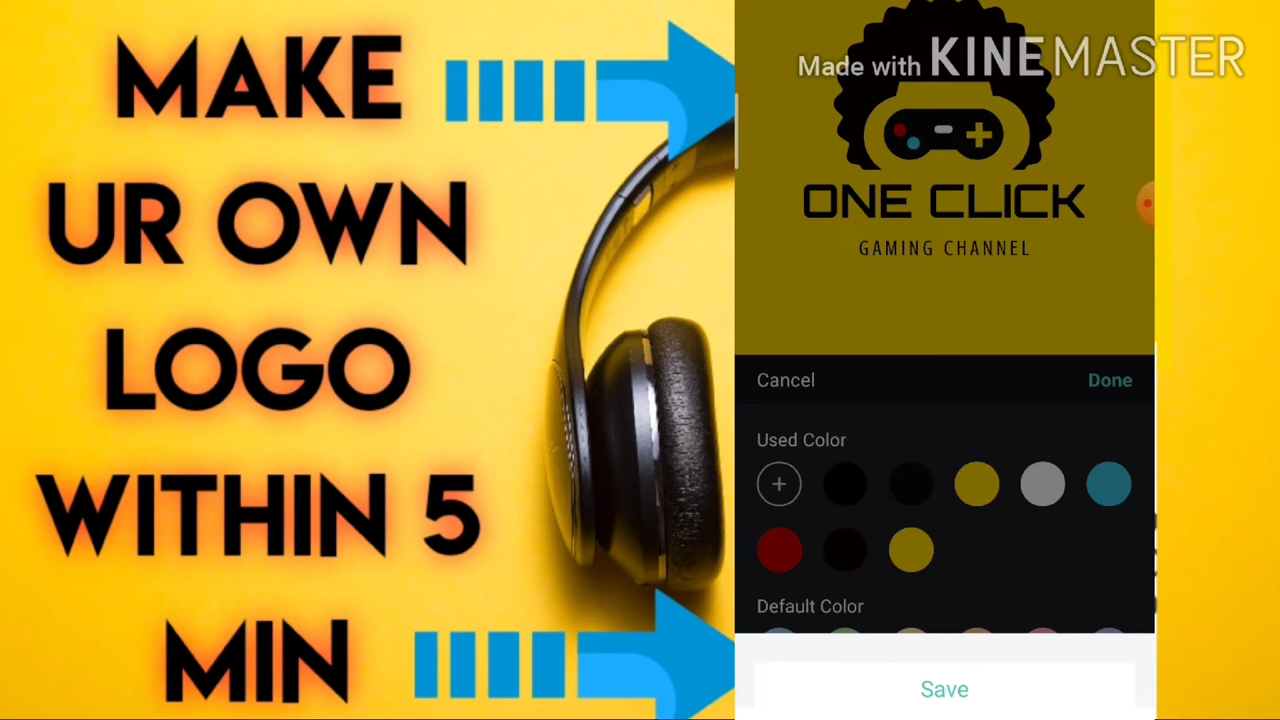 MAKE
UR OWN
LOGO
WITHIN 5
MIN
Made with KINEMASTER
ONE CLICK
GAMING CHANNEL
Cancel
Done
Used Color
Default Color
Save